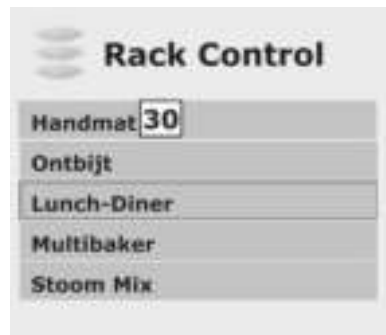 Rack Control
Handmat 30
Ontbijt
Lunch-Diner
Multibaker
Stoom Mix